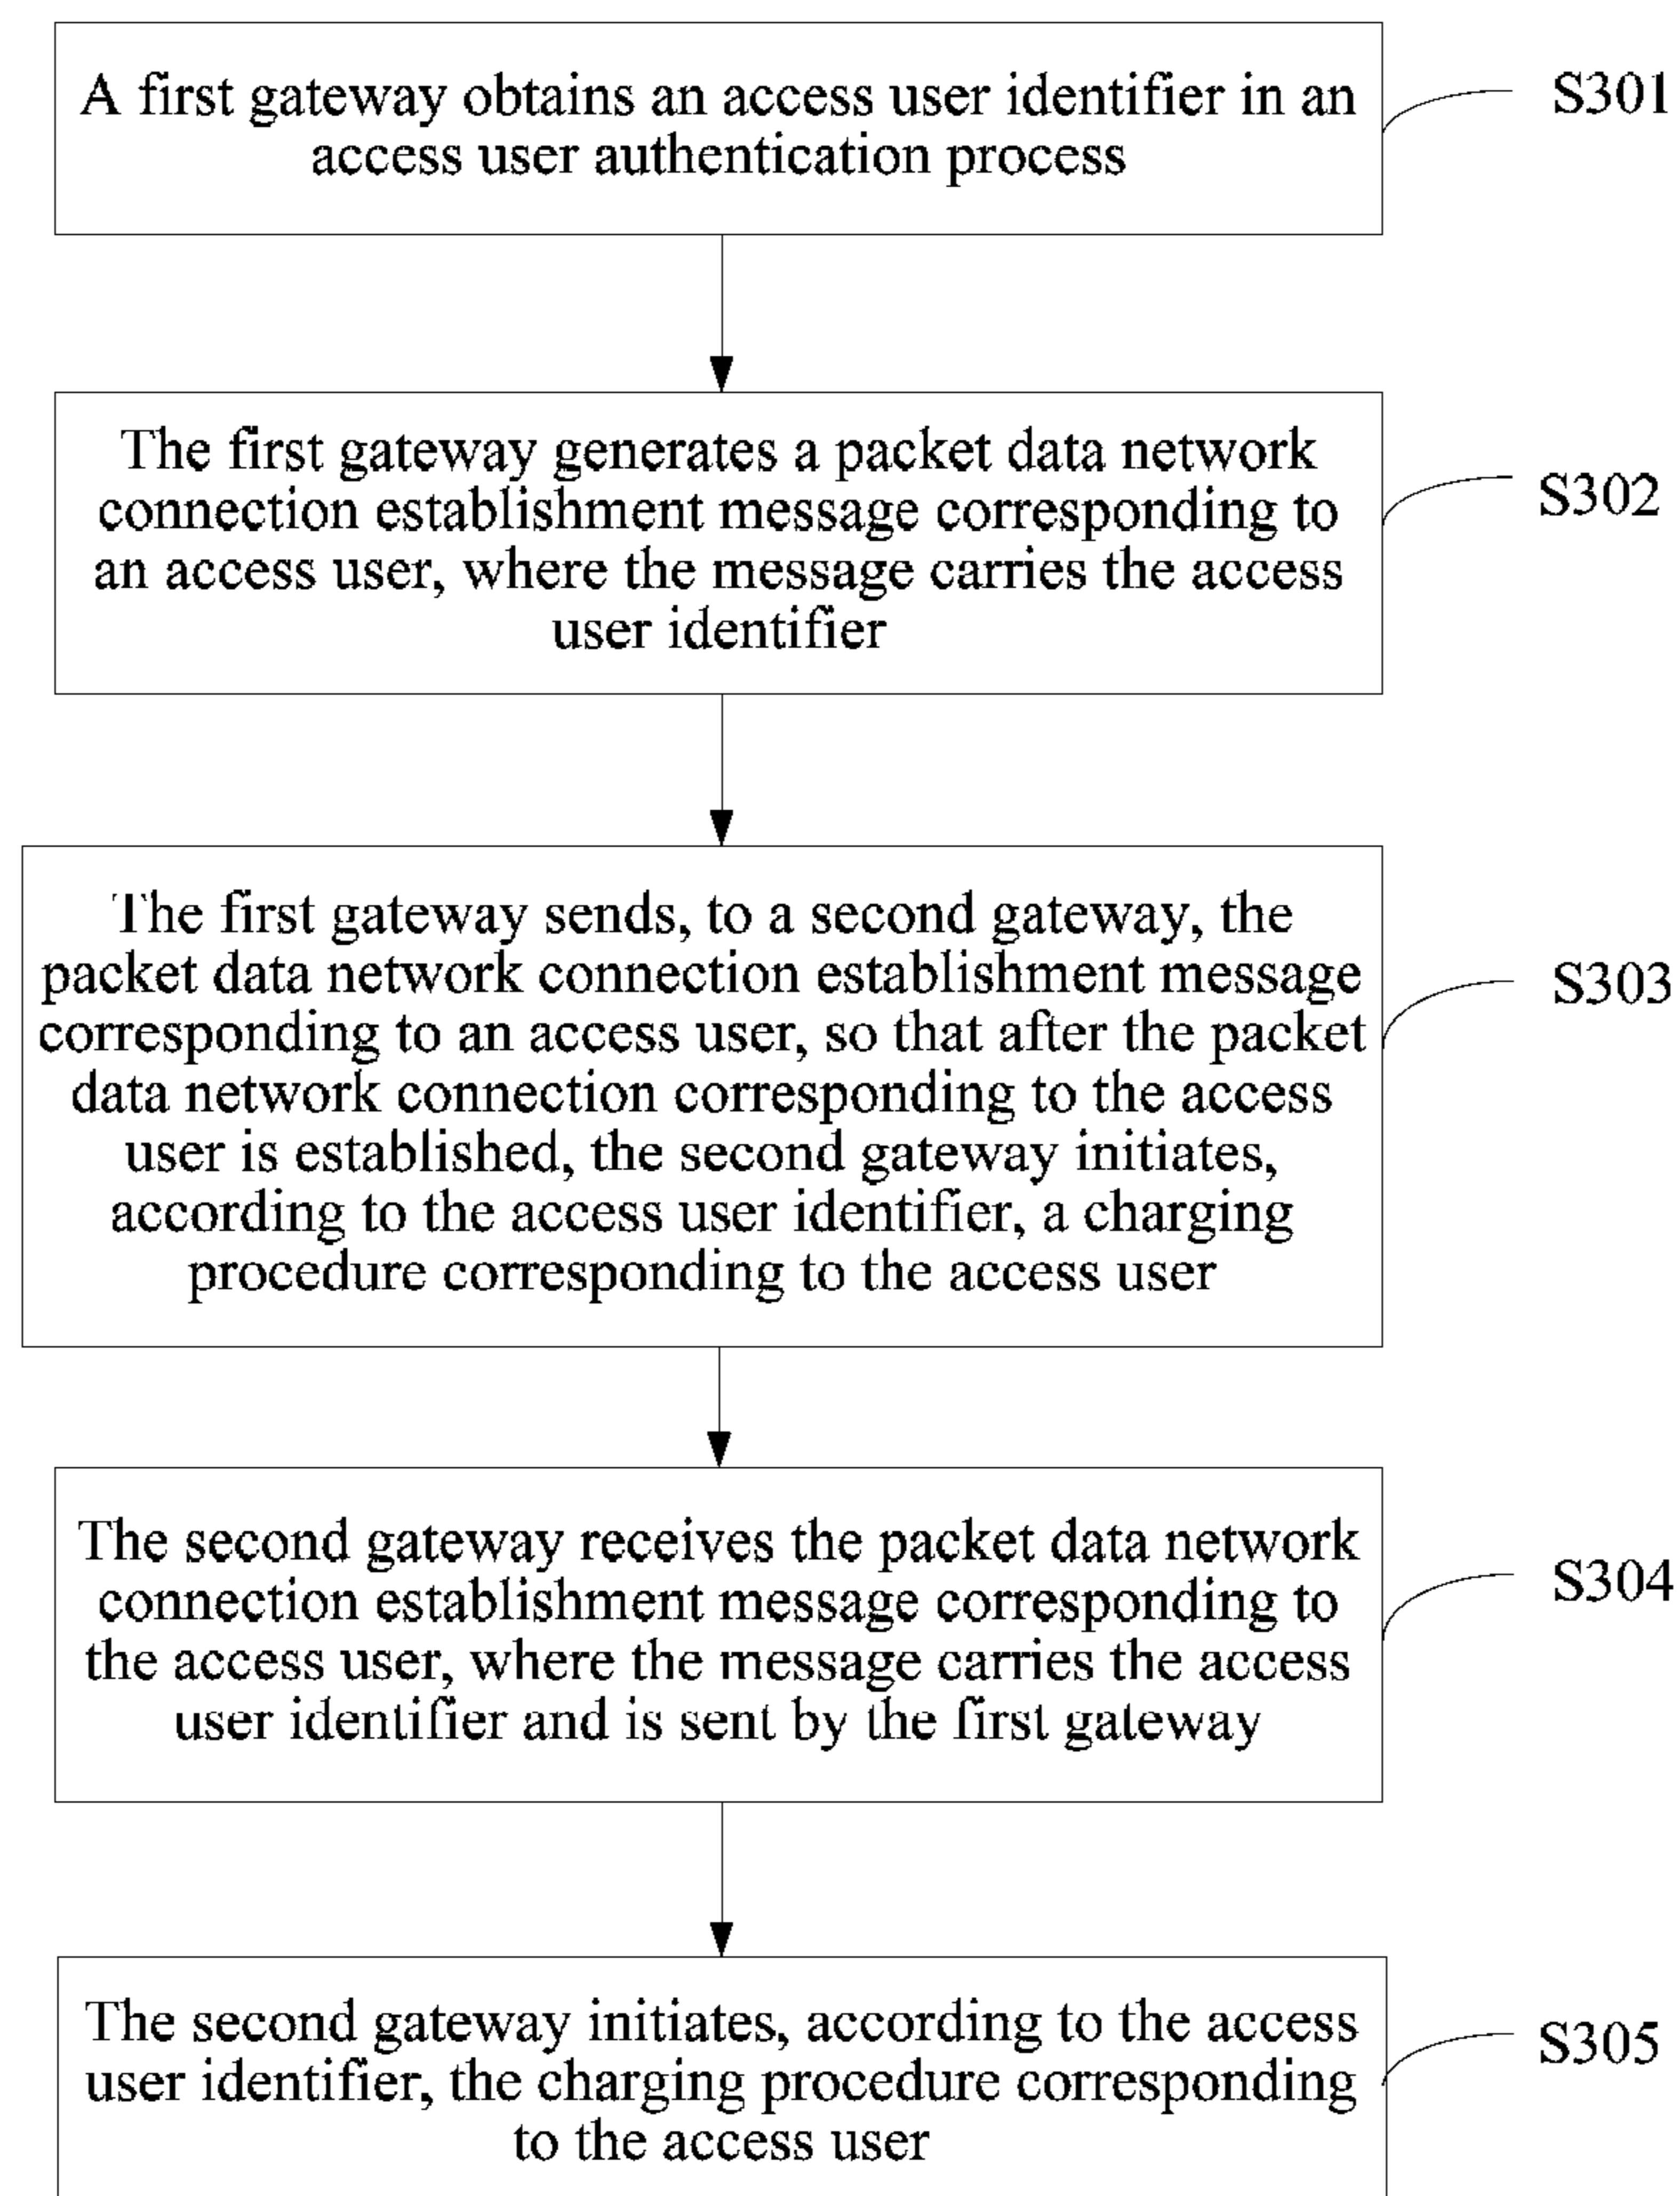 A first gateway obtains an access user identifier in an
access user authentication process
S301
The first gateway generates a packet data network
connection establishment message corresponding to
an access user, where the message carries the access
user identifier
S302
The first gateway sends, to a second gateway, the
packet data network connection establishment message
corresponding to an access user, so that after the packet
data network connection corresponding to the access
user is established, the second gateway initiates,
according to the access user identifier, a charging
procedure corresponding to the access user
S303
The second gateway receives the packet data network
connection establishment message corresponding to
the access user, where the message carries the access
user identifier and is sent by the first gateway
S304
The second gateway initiates, according to the access
user identifier, the charging procedure corresponding
to the access user
S305